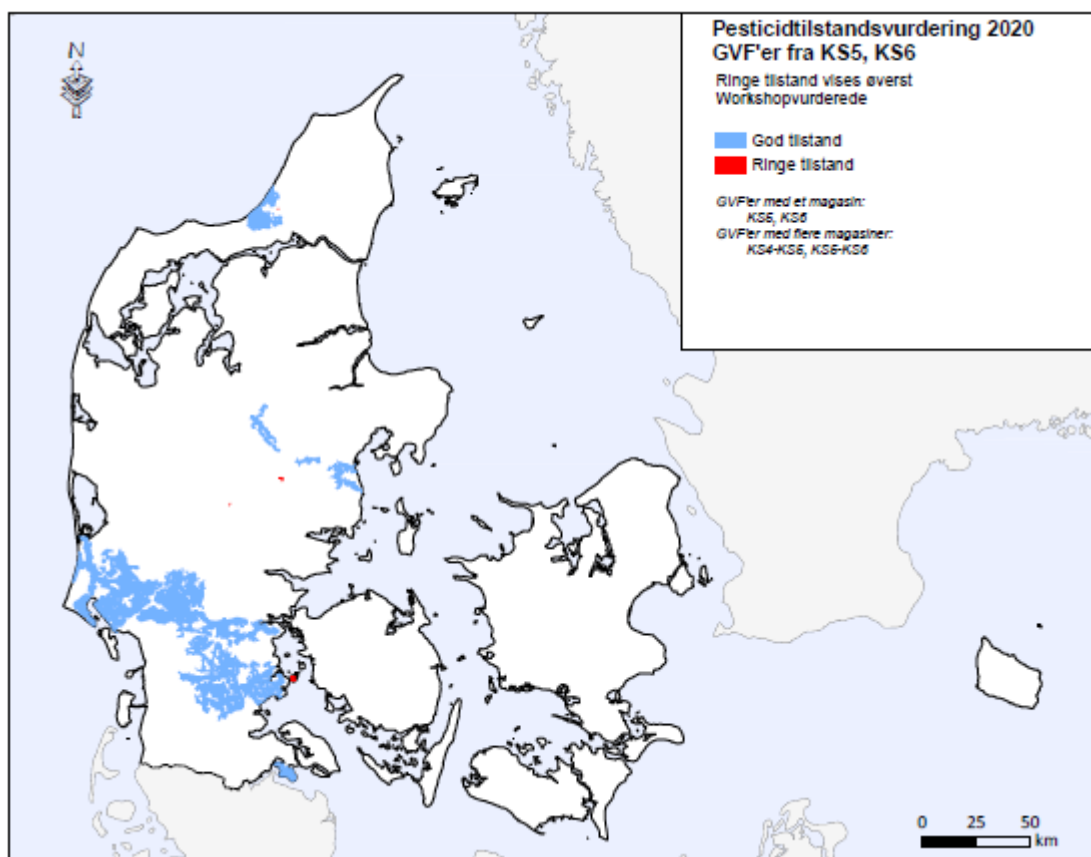 N
Pesticidtilstandsvurdering 2020
GVF'er fra KS5, KS6
Ringe tilstand vises øverst
Workshopvurderede
God tilstand
Ringe tilstand
GVF'er med et magasin:
KS5, KS6
GVF'er med flere magasiner:
KS4-KS5, KS5-KS6
0 25 50
km